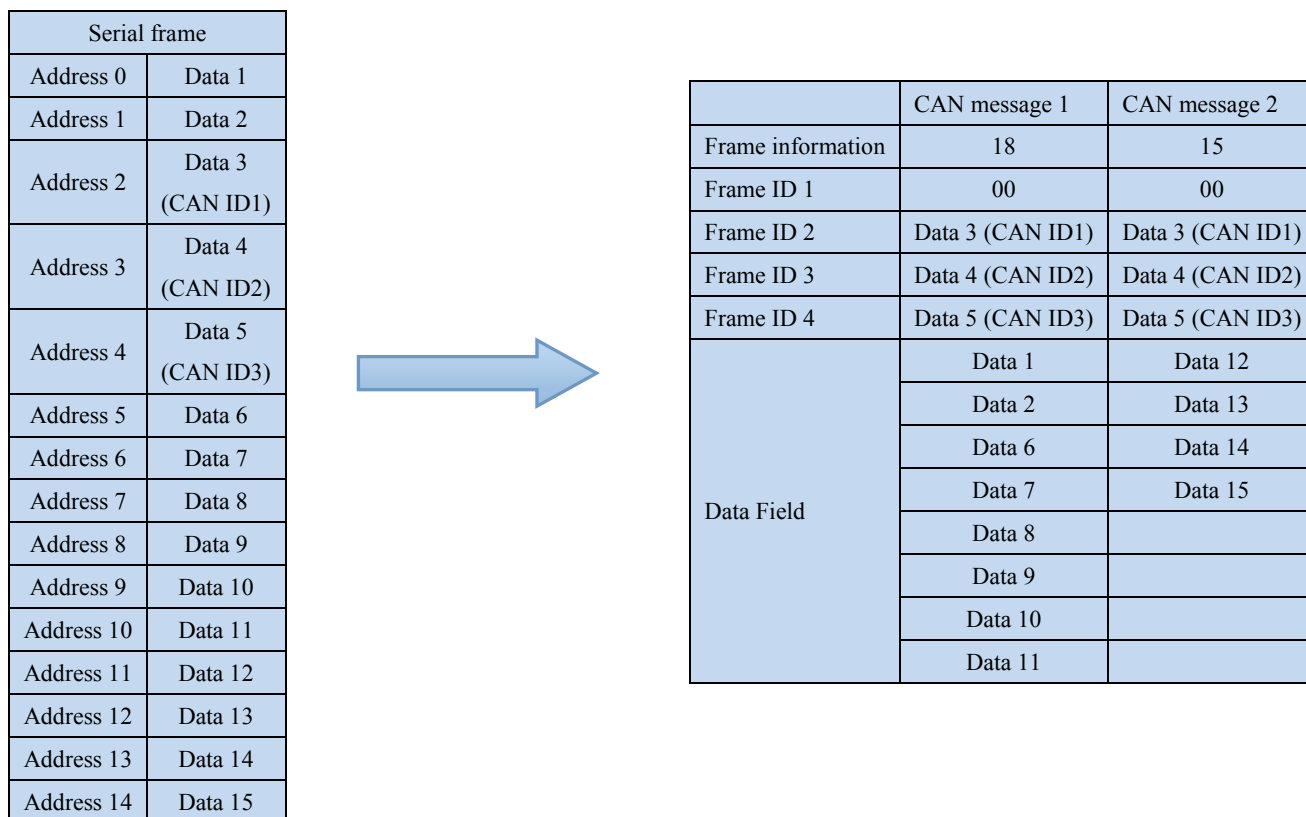 Serial frame
Address 0 Data 1
Address 1 Data 2
Address 2 Data 3
(CAN ID1)
Address 3 Data 4
(CAN ID2)
Address 4 Data 5
(CAN ID3)
Address 5 Data 6
Address 6 Data 7
Address 7 Data 8
Address 8 Data 9
Address 9 Data 10
Address 10 Data 11
Address 11 Data 12
Address 12 Data 13
Address 13 Data 14
Address 14 Data 15
CAN message 1 CAN message 2
Frame information 18 15
Frame ID 1 00 00
Frame ID 2 Data 3 (CAN ID1) Data 3 (CAN ID1)
Frame ID 3 Data 4 (CAN ID2) Data 4 (CAN ID2)
Frame ID 4 Data 5 (CAN ID3) Data 5 (CAN ID3)
Data Field
Data 1 Data 12
Data 2 Data 13
Data 6 Data 14
Data 7 Data 15
Data 8
Data 9
Data 10
Data 11